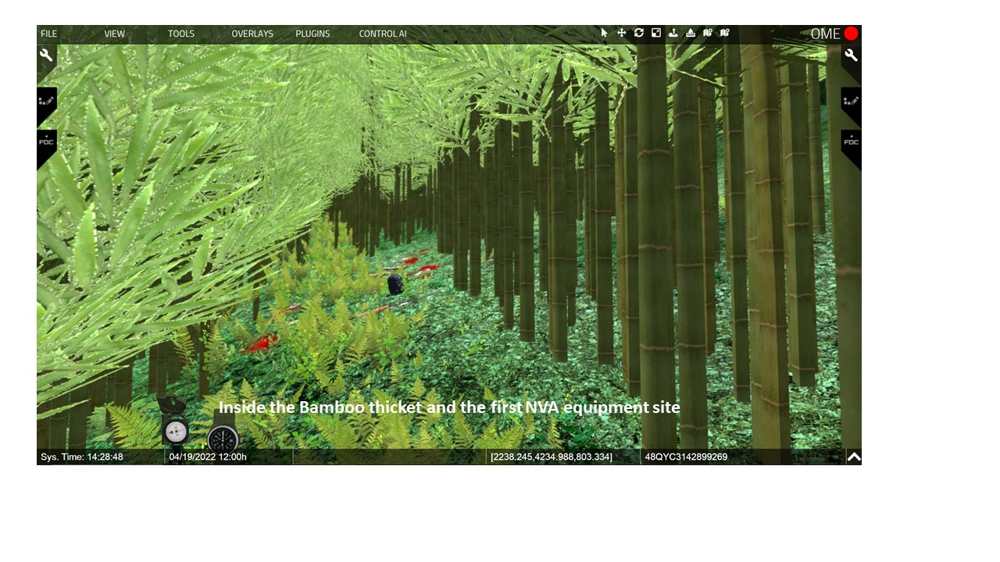 FILE VIEW TOOLS OVERLAYS PLUGINS CONTROL AI OME
FDC FDC
Inside the Bamboo thicket and the first NVA equipment site
Sys. Time: 14:28:48 04/19/2022 12:00h [2238.245,4234.988,803.334] 48QYC3142899269